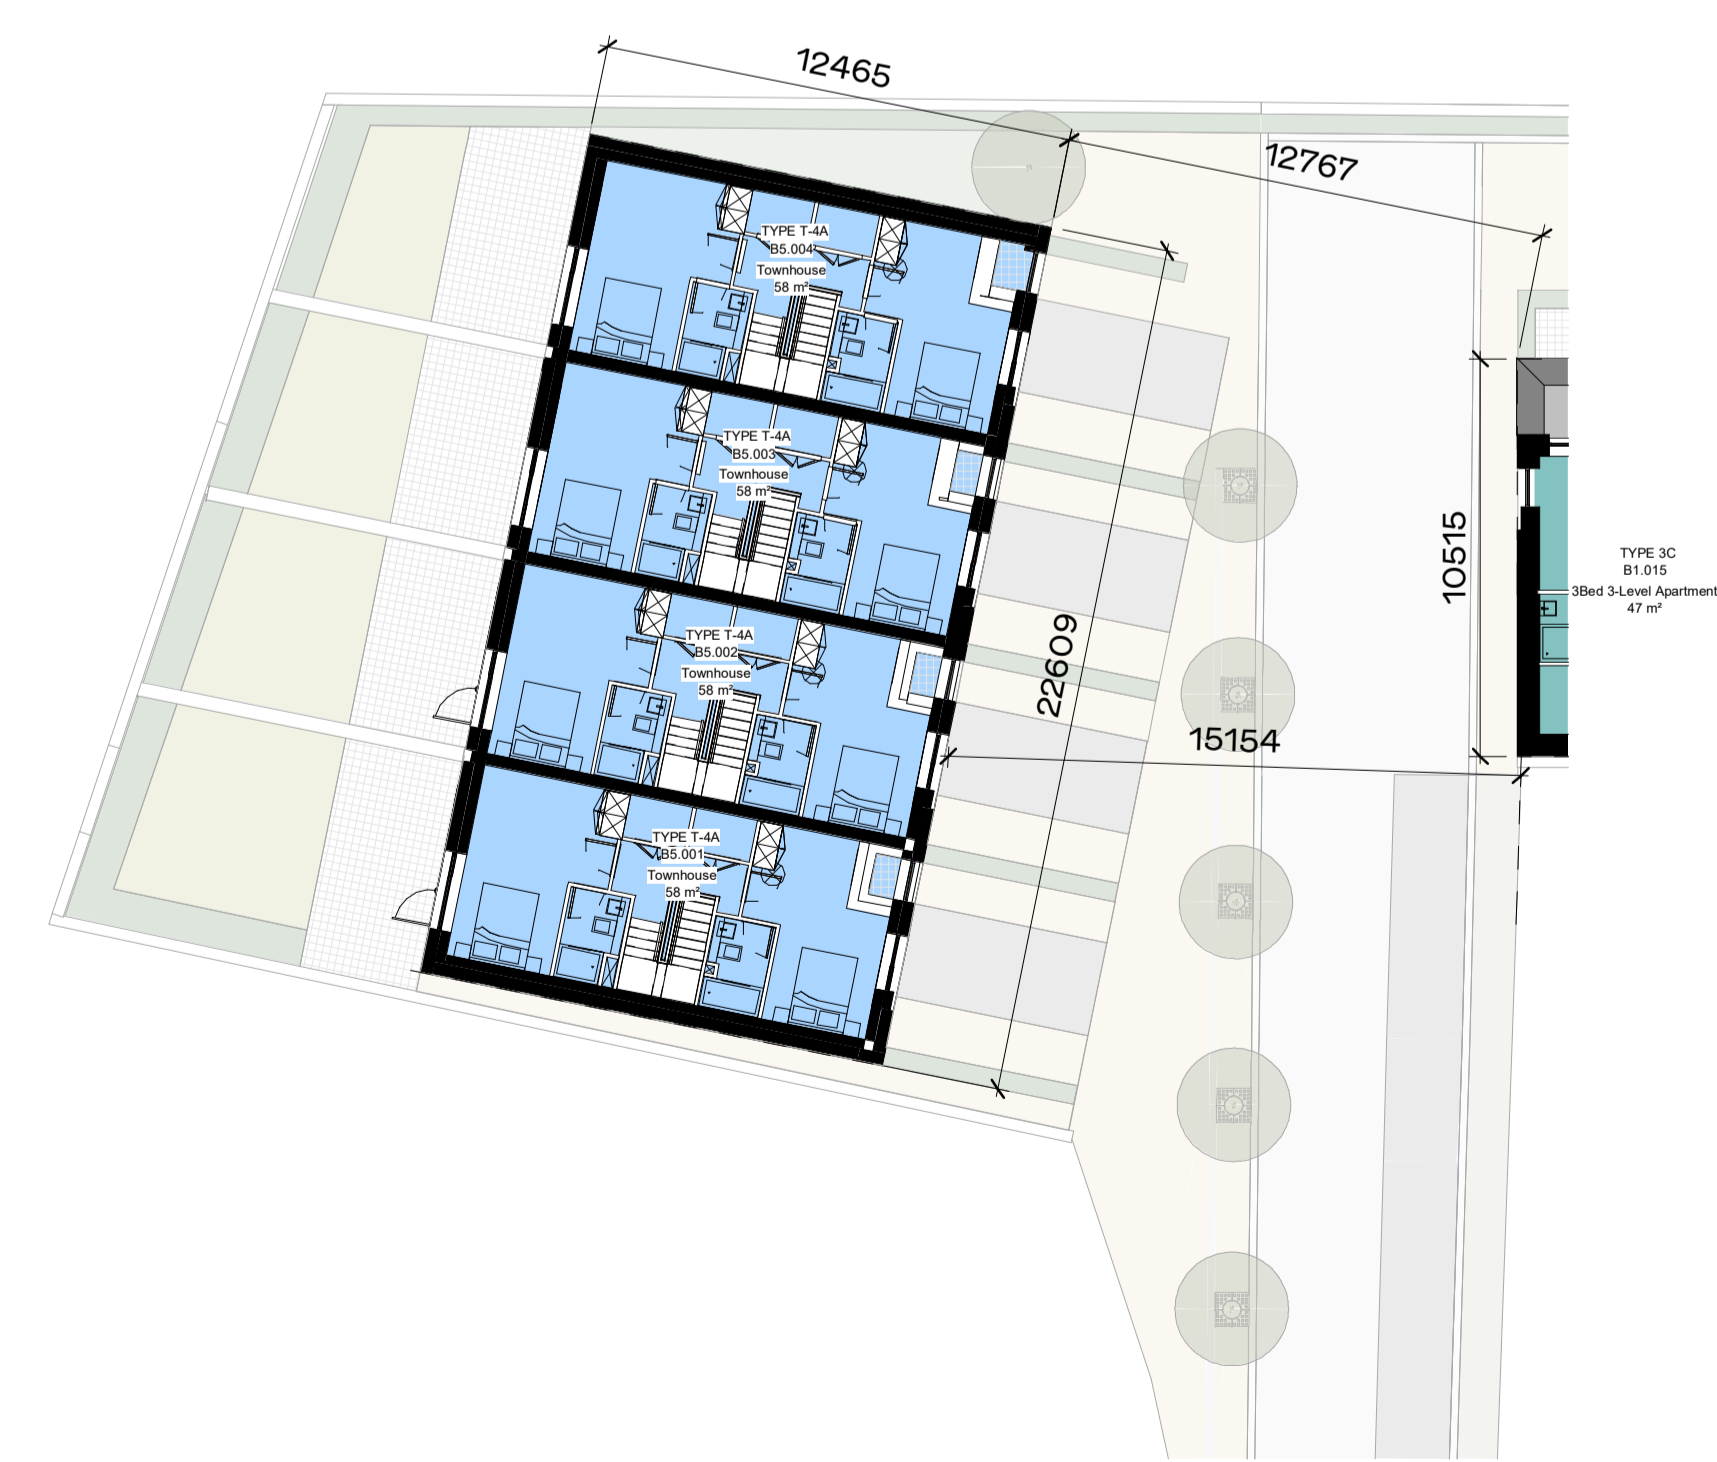 12465
12767
TYPE T-4A
B5.004
Townhouse
58 m²
TYPE T-4A
B5.003
Townhouse
58 m²
10515
TYPE 3C
B1.015
3Bed 3-Level Apartment
47 m²
TYPE T-4A
B5.002
Townhouse
58 m²
22609
15154
TYPE T-4A
B5.001
Townhouse
58 m²